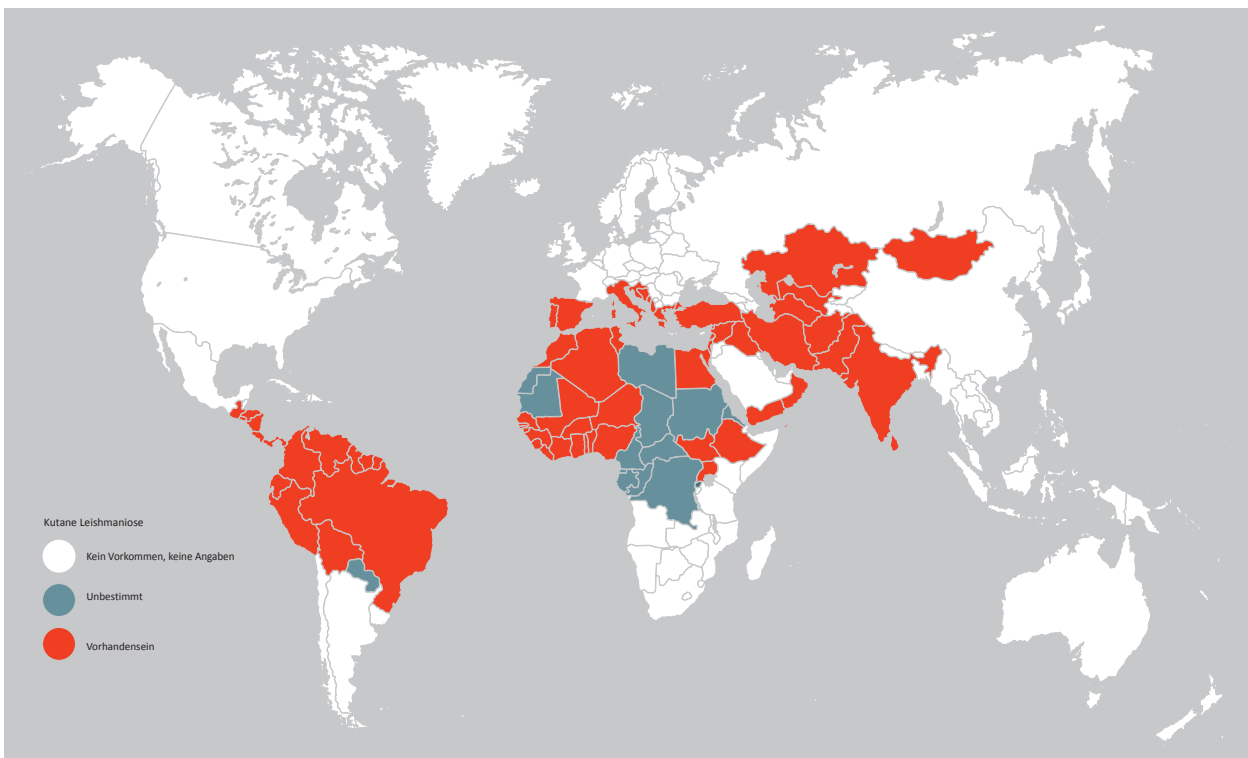 Kutane Leishmaniose
Kein Vorkommen, keine Angaben
Unbestimmt
Vorhandensein